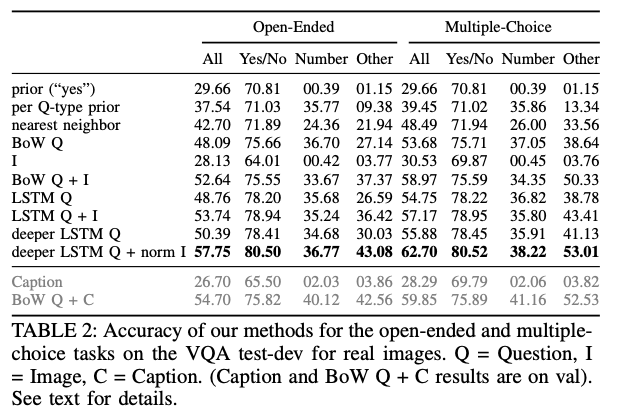 Open-Ended Multiple-Choice
All Yes/No Number Other All Yes/No Number Other
prior (“yes”) 29.66 70.81 00.39 01.15 29.66 70.81 00.39 01.15
per Q-type prior 37.54 71.03 35.77 09.38 39.45 71.02 35.86 13.34
nearest neighbor 42.70 71.89 24.36 21.94 48.49 71.94 26.00 33.56
BoW Q 48.09 75.66 36.70 27.14 53.68 75.71 37.05 38.64
I 28.13 64.01 00.42 03.77 30.53 69.87 00.45 03.76
BoW Q + I 52.64 75.55 33.67 37.37 58.97 75.59 34.35 50.33
LSTM Q 48.76 78.20 35.68 26.59 54.75 78.22 36.82 38.78
LSTM Q + I 53.74 78.94 35.24 36.42 57.17 78.95 35.80 43.41
deeper LSTM Q 50.39 78.41 34.68 30.03 55.88 78.45 35.91 41.13
deeper LSTM Q + norm I 57.75 80.50 36.77 43.08 62.70 80.52 38.22 53.01
Caption 26.70 65.50 02.03 03.86 28.29 69.79 02.06 03.82
BoW Q + C 54.70 75.82 40.12 42.56 59.85 75.89 41.16 52.53
TABLE 2: Accuracy of our methods for the open-ended and multiple-
choice tasks on the VQA test-dev for real images. Q = Question, I
= Image, C = Caption. (Caption and BoW Q + C results are on val).
See text for details.